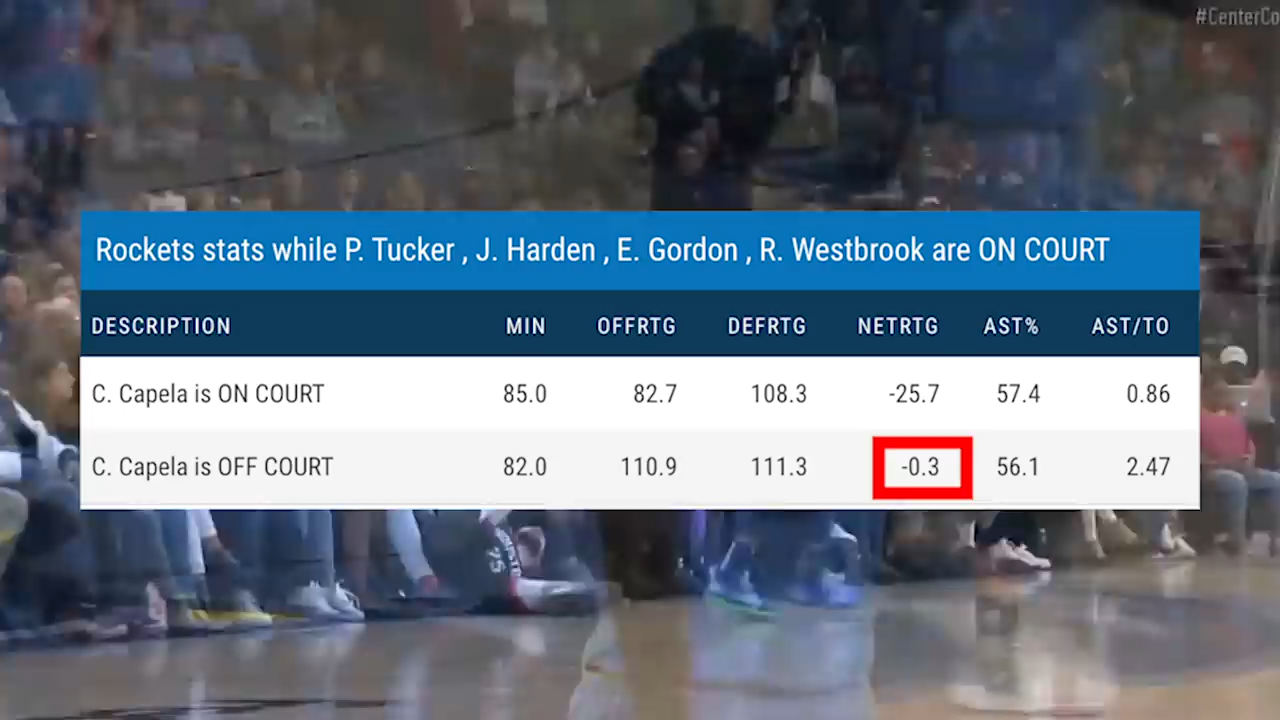 #CenterCo
Rockets stats while P. Tucker , J. Harden , E. Gordon , R. Westbrook are ON COURT
DESCRIPTION MIN OFFRTG DEFRTG NETRTG AST% AST/TO
C. Capela is ON COURT 85.0 82.7 108.3 -25.7 57.4 0.86
C. Capela is OFF COURT 82.0 110.9 111.3 -0.3 56.1 2.47